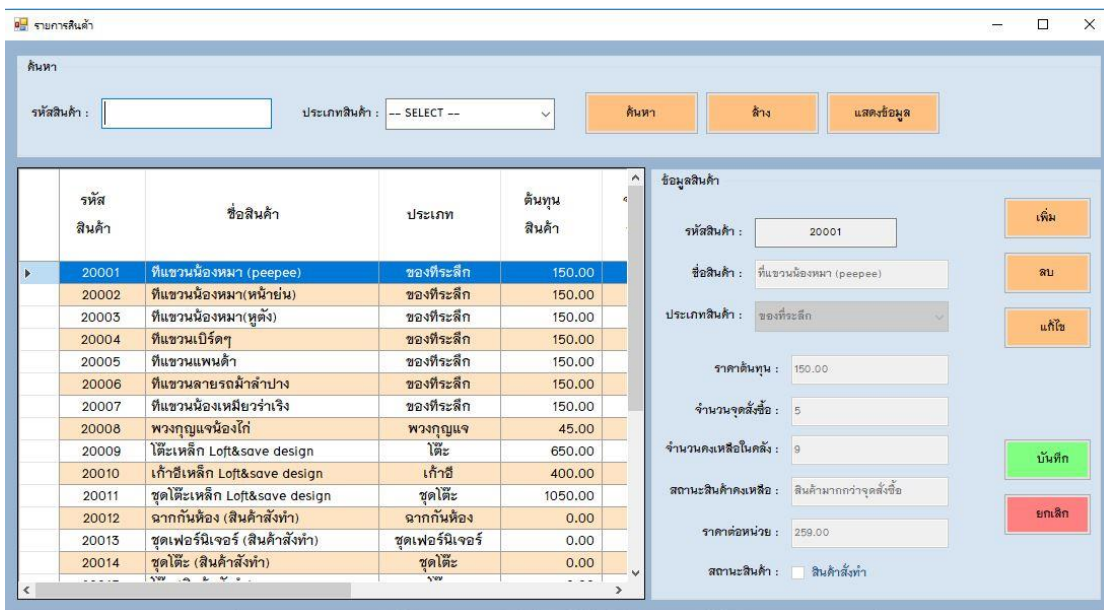 รายการสินค้า
ค้นหา
รหัสสินค้า :
ประเภทสินค้า : -- SELECT --
ค้นหา
ล้าง
แสดงข้อมูล
รหัสสินค้า ชื่อสินค้า ประเภท ต้นทุนสินค้า
20001 ที่แขวนน้องหมา (peepee) ของที่ระลึก 150.00
20002 ที่แขวนน้องหมา(หน้าย่น) ของที่ระลึก 150.00
20003 ที่แขวนน้องหมา(หูตั้ง) ของที่ระลึก 150.00
20004 ที่แขวนเบิร์ดๆ ของที่ระลึก 150.00
20005 ที่แขวนแพนด้า ของที่ระลึก 150.00
20006 ที่แขวนลายรถม้าลำปาง ของที่ระลึก 150.00
20007 ที่แขวนน้องเหมียวร่าเริง ของที่ระลึก 150.00
20008 พวงกุญแจน้องไก่ พวงกุญแจ 45.00
20009 โต๊ะเหล็ก Loft&save design โต๊ะ 650.00
20010 เก้าอี้เหล็ก Loft&save design เก้าอี้ 400.00
20011 ชุดโต๊ะเหล็ก Loft&save design ชุดโต๊ะ 1050.00
20012 ฉากกันห้อง (สินค้าสั่งทำ) ฉากกันห้อง 0.00
20013 ชุดเฟอร์นิเจอร์ (สินค้าสั่งทำ) ชุดเฟอร์นิเจอร์ 0.00
20014 ชุดโต๊ะ (สินค้าสั่งทำ) ชุดโต๊ะ 0.00
ข้อมูลสินค้า
รหัสสินค้า : 20001
ชื่อสินค้า : ที่แขวนน้องหมา (peepee)
ประเภทสินค้า : ของที่ระลึก
ราคาต้นทุน : 150.00
จำนวนจุดสั่งซื้อ : 5
จำนวนคงเหลือในคลัง : 9
สถานะสินค้าคงเหลือ : สินค้ามากกว่าจุดสั่งซื้อ
ราคาต่อหน่วย : 259.00
สถานะสินค้า : สินค้าสั่งทำ
เพิ่ม
ลบ
แก้ไข
บันทึก
ยกเลิก